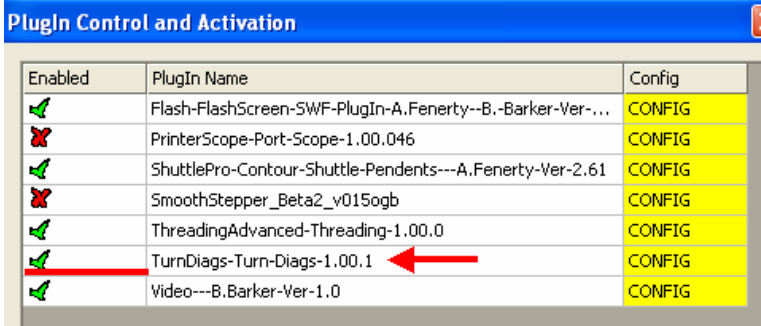 PlugIn Control and Activation
Enabled PlugIn Name Config
Flash-FlashScreen-SWF-PlugIn-A.Fenerty--B.-Barker-Ver-... CONFIG
PrinterScope-Port-Scope-1.00.046 CONFIG
ShuttlePro-Contour-Shuttle-Pendents---A.Fenerty-Ver-2.61 CONFIG
SmoothStepper_Beta2_v015ogb CONFIG
ThreadingAdvanced-Threading-1.00.0 CONFIG
TurnDiags-Turn-Diags-1.00.1 CONFIG
Video---B.Barker-Ver-1.0 CONFIG